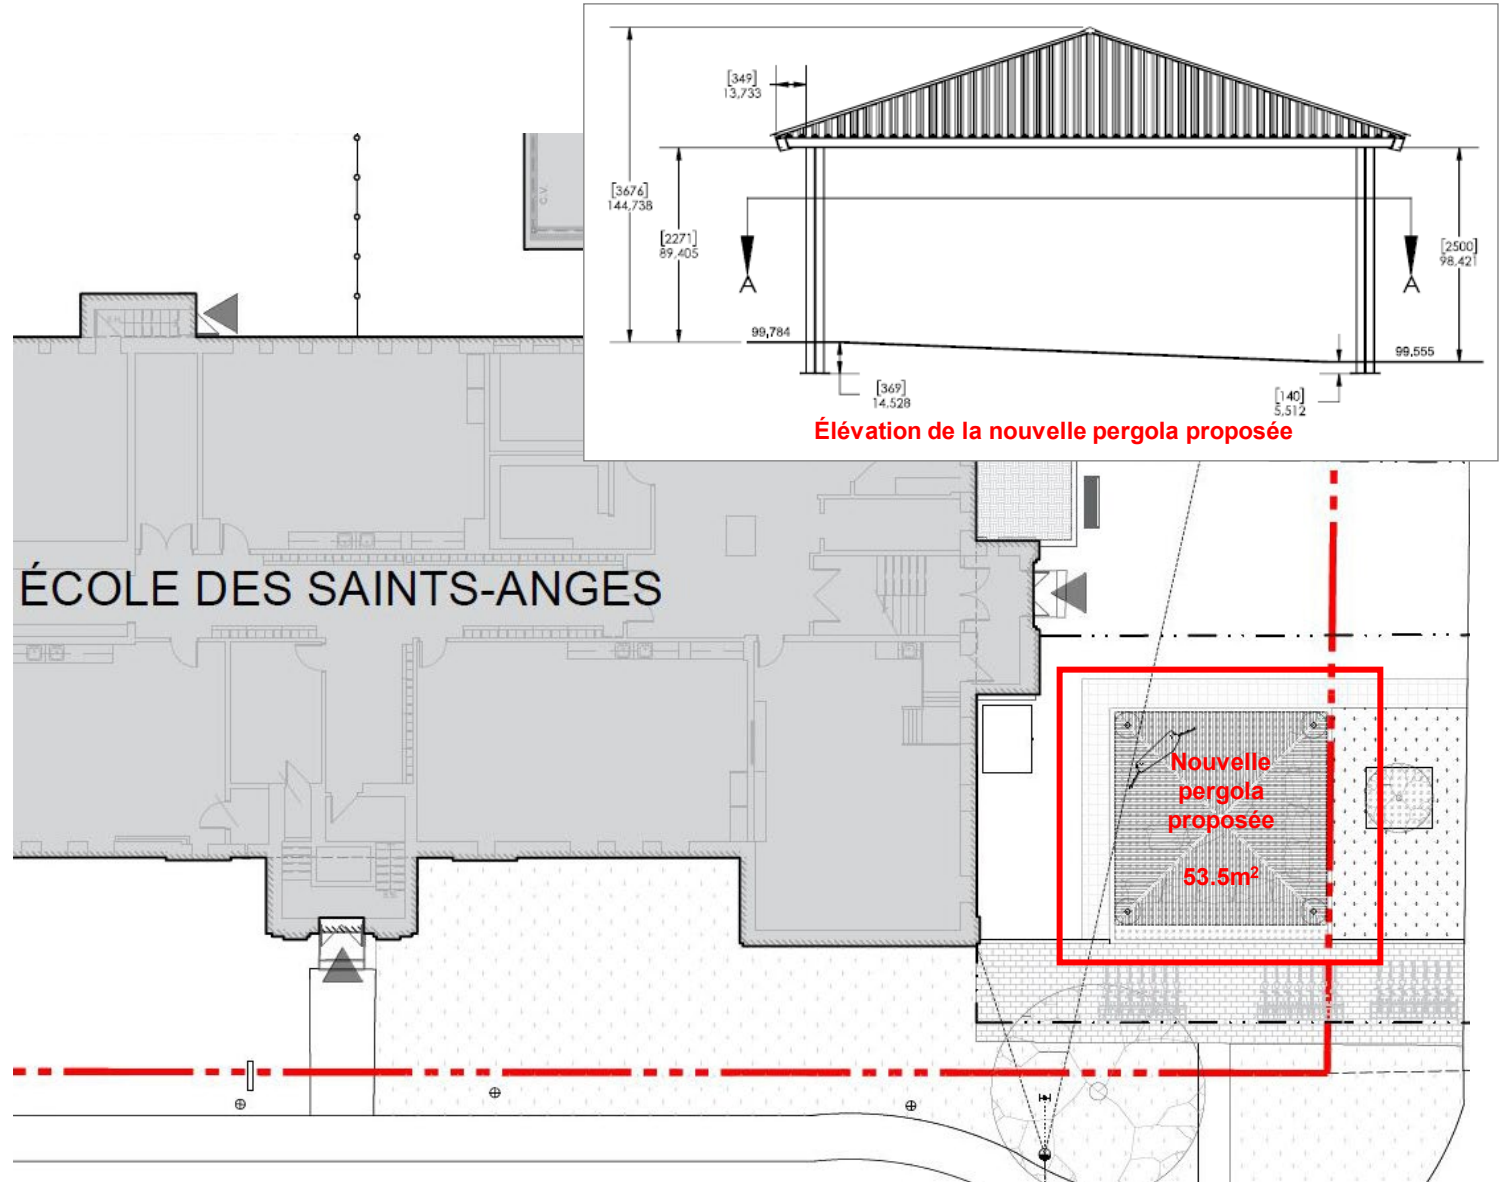 [349]
13,733
[3676]
144,738
[2271]
89,405
[2500]
98,421
A
A
99,784
99,555
[369]
14,528
[140]
5,512
Élévation de la nouvelle pergola proposée
C.V.
ÉCOLE DES SAINTS-ANGES
Nouvelle
pergola
proposée
53.5m²